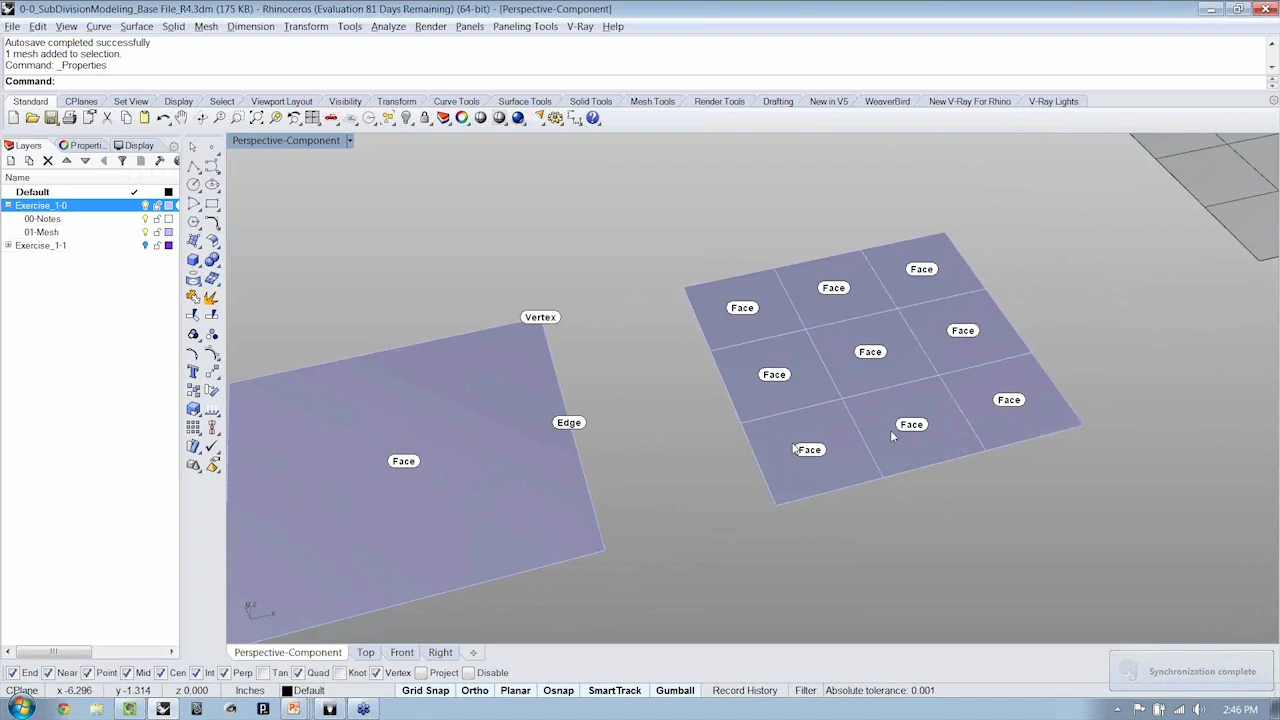 0-0_SubDivisionModeling_Base File_R4.3dm (175 KB) - Rhinoceros (Evaluation 81 Days Remaining) (64-bit) - [Perspective-Component]
File Edit View Curve Surface Solid Mesh Dimension Transform Tools Analyze Render Panels Paneling Tools V-Ray Help
Autosave completed successfully
1 mesh added to selection.
Command: _Properties
Command:
Standard CPlanes Set View Display Select Viewport Layout Visibility Transform Curve Tools Surface Tools Solid Tools Mesh Tools Render Tools Drafting New in V5 WeaverBird New V-Ray For Rhino V-Ray Lights
Layers Properti... Display
Perspective-Component
Name
Default
Exercise_1-0
00-Notes
01-Mesh
Exercise_1-1
Face
Face
Face
Vertex
Face
Face
Face
Face
Edge
Face
Face
Face
z
x
Perspective-Component Top Front Right
End Near Point Mid Cen Int Perp Tan Quad Knot Vertex Project Disable
Synchronization complete
CPlane x -6.296 y -1.314 z 0.000 Inches Default Grid Snap Ortho Planar Osnap SmartTrack Gumball Record History Filter Absolute tolerance: 0.001
2:46 PM